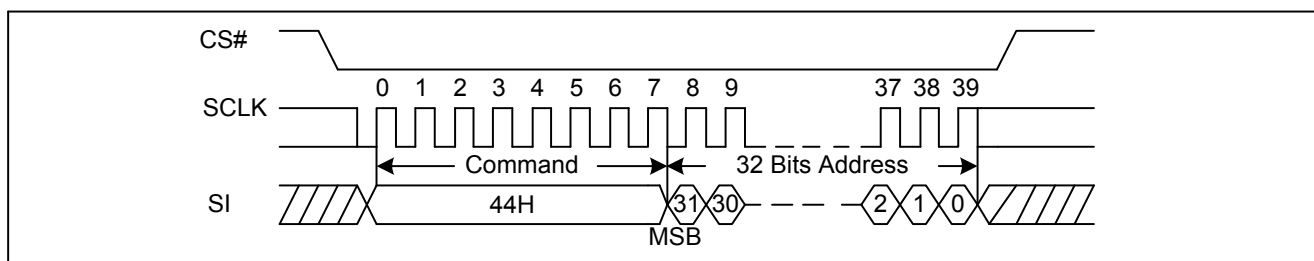 CS#
0 1 2 3 4 5 6 7 8 9 37 38 39
SCLK
Command 32 Bits Address
SI 44H 31 30 2 1 0
MSB